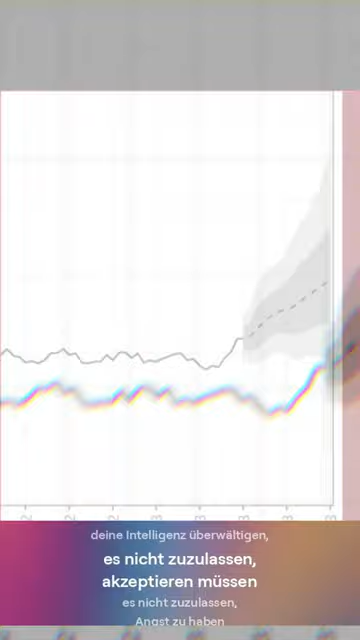 deine Intelligenz überwältigen,
es nicht zuzulassen,
akzeptieren müssen
es nicht zuzulassen,
Angst zu haben